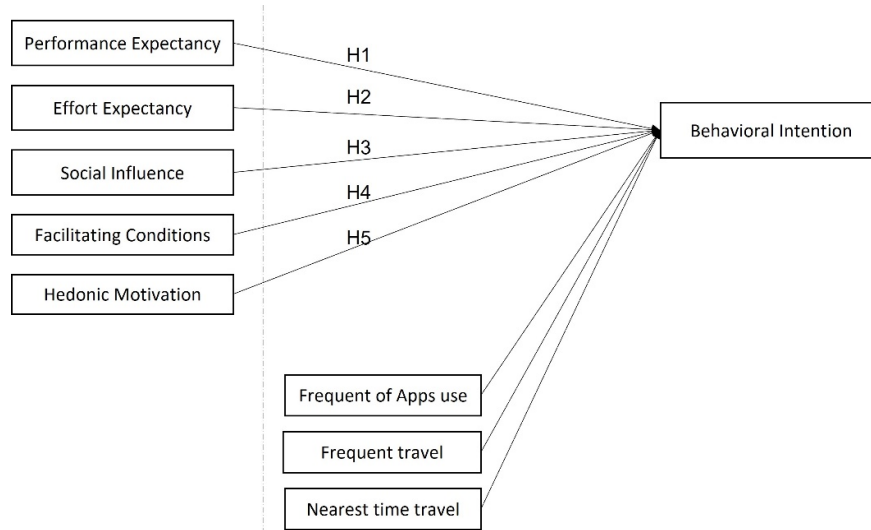 Performance Expectancy
H1
Effort Expectancy
H2
Behavioral Intention
Social Influence
H3
Facilitating Conditions
H4
Hedonic Motivation
H5
Frequent of Apps use
Frequent travel
Nearest time travel